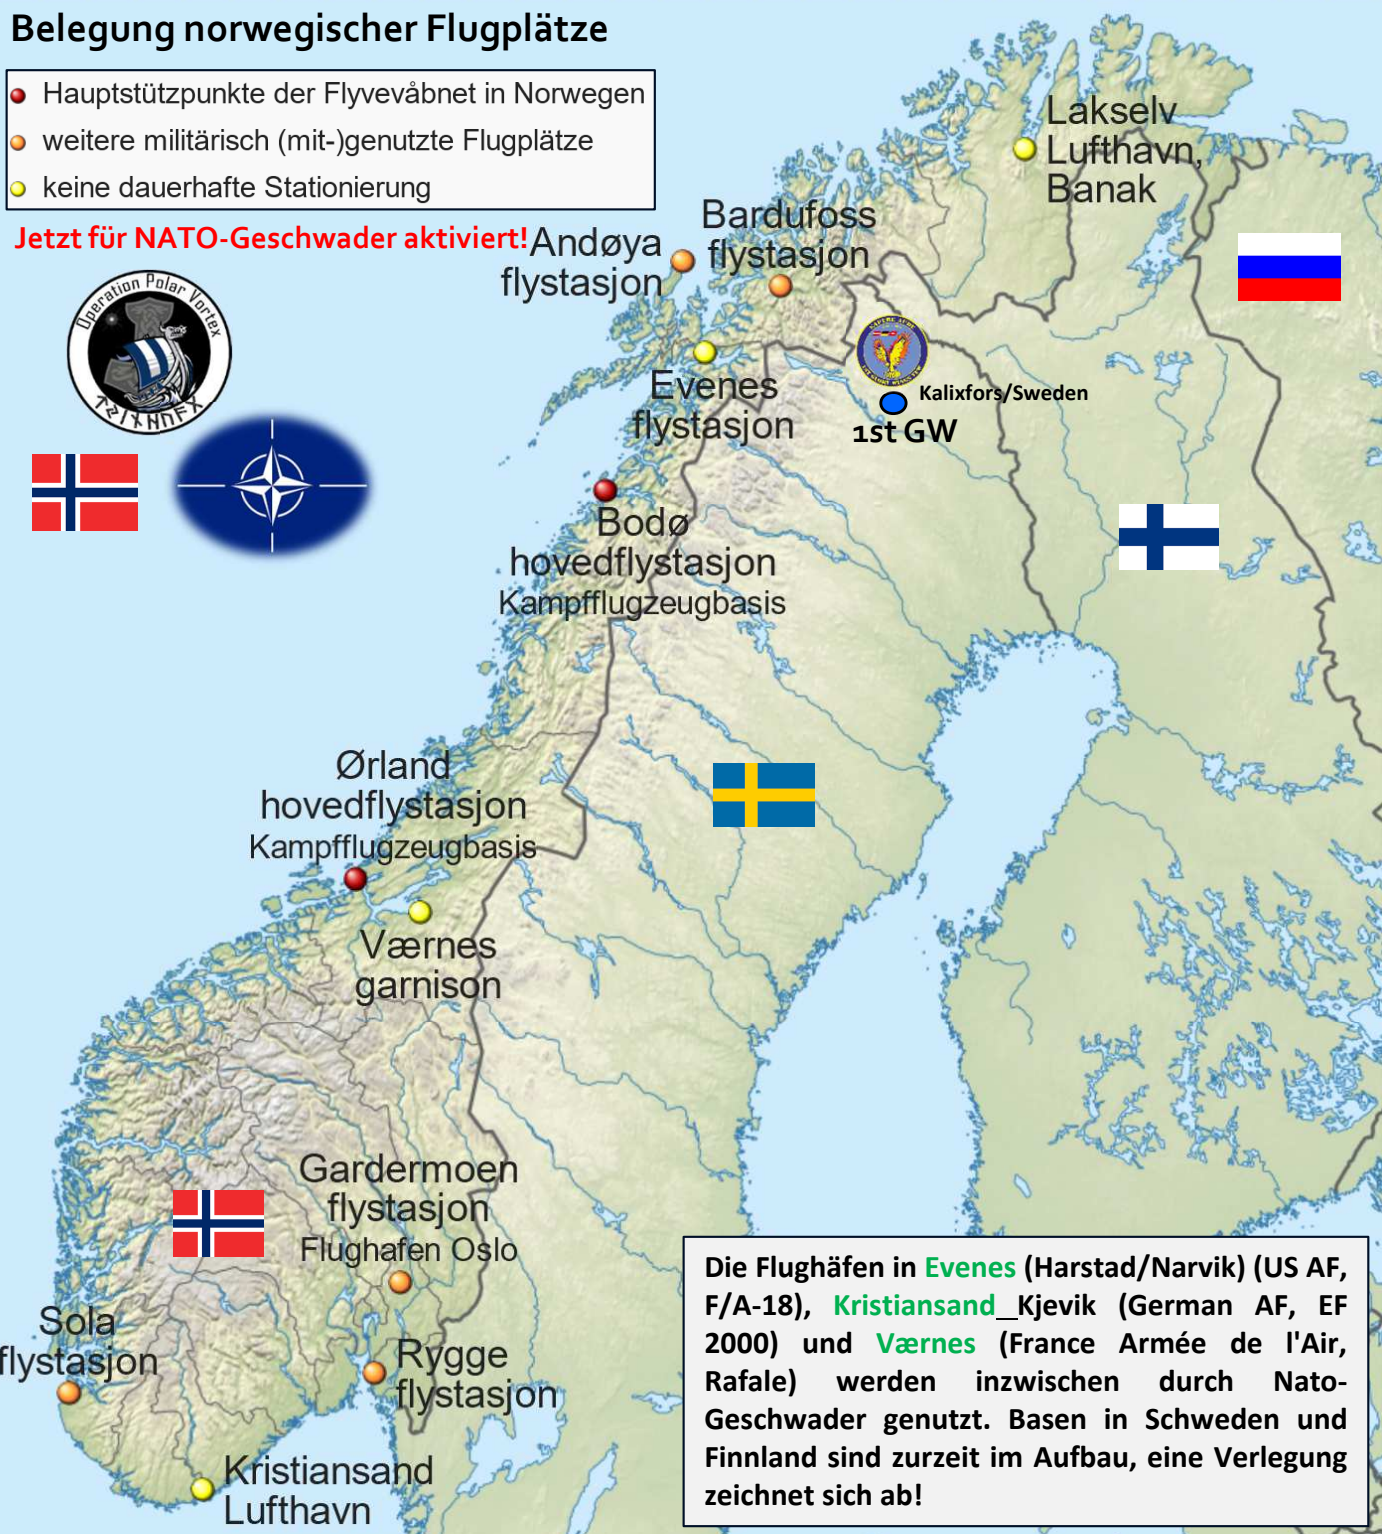 Belegung norwegischer Flugplätze
Hauptstützpunkte der Flyvevåbnet in Norwegen
weitere militärisch (mit-)genutzte Flugplätze
keine dauerhafte Stationierung
Jetzt für NATO-Geschwader aktiviert!
Operation Polar Vortex
Lakselv
Lufthavn,
Banak
Bardufoss
flystasjon
Andøya
flystasjon
Evenes
flystasjon
Kalixfors/Sweden
1st GW
Bodø
hovedflystasjon
Kampfflugzeugbasis
Ørland
hovedflystasjon
Kampfflugzeugbasis
Værnes
garnison
Gardermoen
flystasjon
Flughafen Oslo
Sola
flystasjon
Rygge
flystasjon
Kristiansand
Lufthavn
Die Flughäfen in Evenes (Harstad/Narvik) (US AF,
F/A-18), Kristiansand_Kjevik (German AF, EF
2000) und Værnes (France Armée de l'Air,
Rafale) werden inzwischen durch Nato-
Geschwader genutzt. Basen in Schweden und
Finnland sind zurzeit im Aufbau, eine Verlegung
zeichnet sich ab!